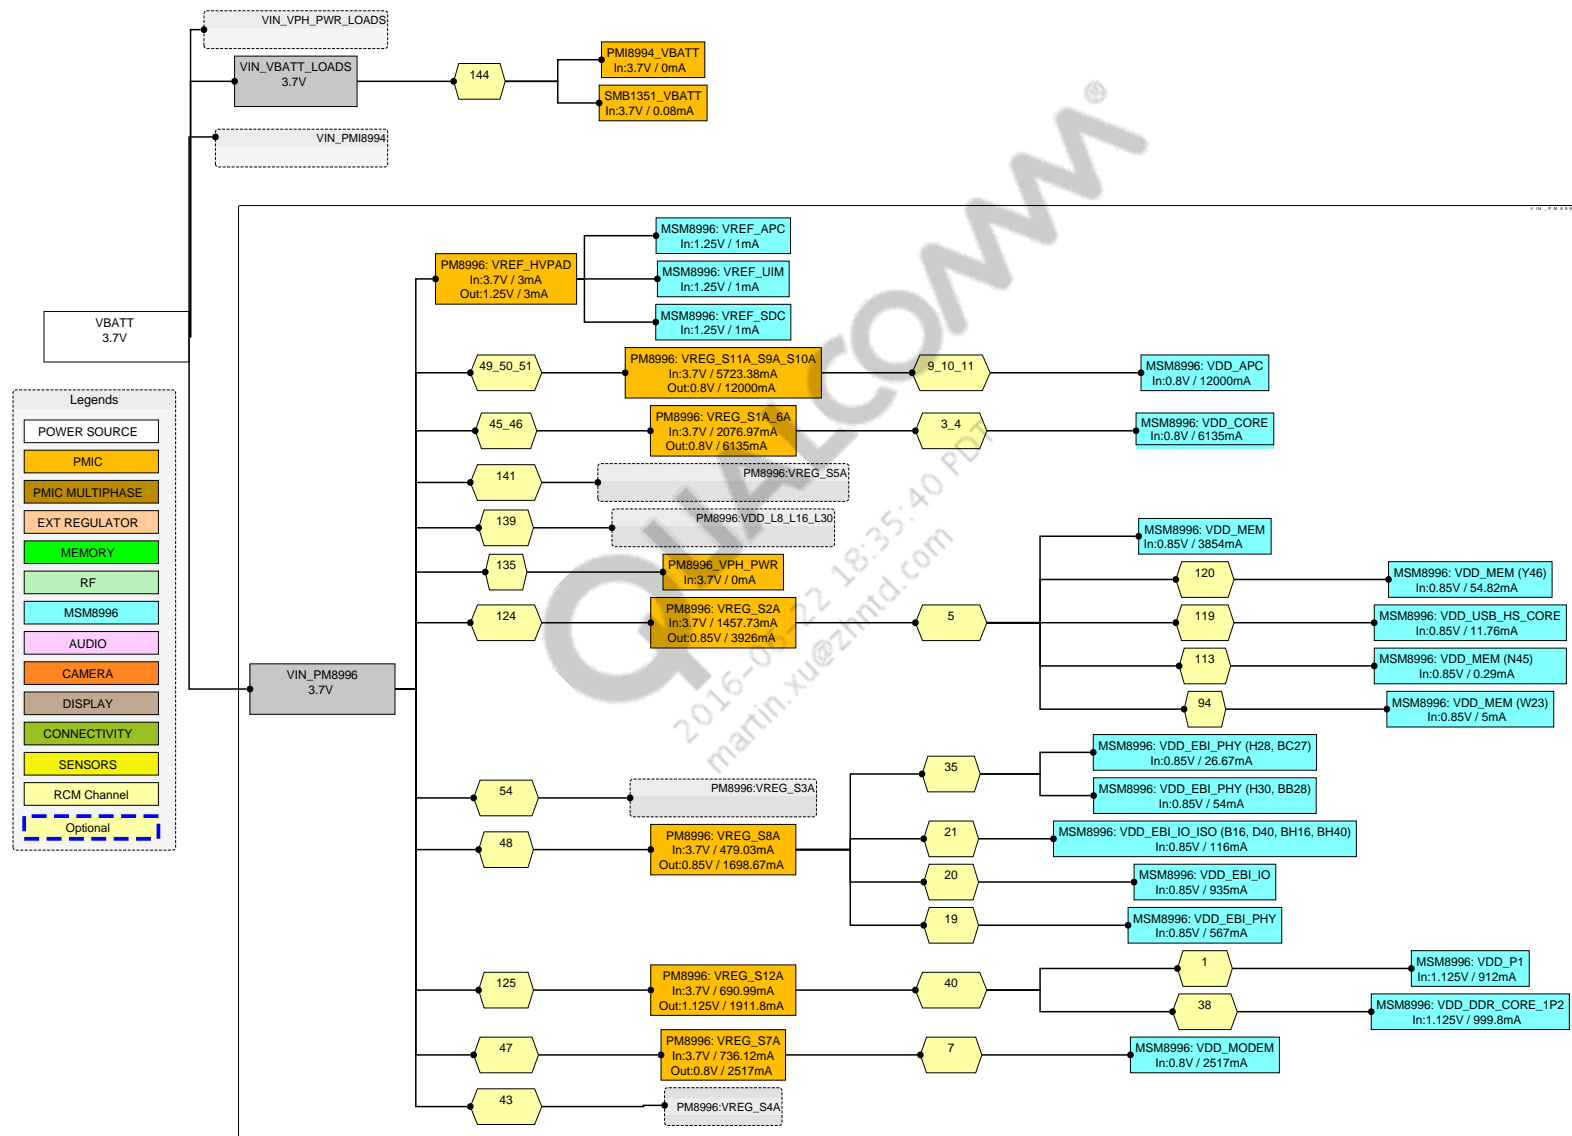 VIN_VPH_PWR_LOADS
VIN_VBATT_LOADS
3.7V
144
PMI8994_VBATT
In:3.7V / 0mA
SMB1351_VBATT
In:3.7V / 0.08mA
VIN_PMI8994
VBATT
3.7V
Legends
POWER SOURCE
PMIC
PMIC MULTIPHASE
EXT REGULATOR
MEMORY
RF
MSM8996
AUDIO
CAMERA
DISPLAY
CONNECTIVITY
SENSORS
RCM Channel
Optional
VIN_PM8996
3.7V
PM8996: VREF_HVPAD
In:3.7V / 3mA
Out:1.25V / 3mA
MSM8996: VREF_APC
In:1.25V / 1mA
MSM8996: VREF_UIM
In:1.25V / 1mA
MSM8996: VREF_SDC
In:1.25V / 1mA
49_50_51
PM8996: VREG_S11A_S9A_S10A
In:3.7V / 5723.38mA
Out:0.8V / 12000mA
9_10_11
MSM8996: VDD_APC
In:0.8V / 12000mA
45_46
PM8996: VREG_S1A_6A
In:3.7V / 2076.97mA
Out:0.8V / 6135mA
3_4
MSM8996: VDD_CORE
In:0.8V / 6135mA
141
PM8996:VREG_S5A
139
PM8996:VDD_L8_L16_L30
135
PM8996_VPH_PWR
In:3.7V / 0mA
124
PM8996: VREG_S2A
In:3.7V / 1457.73mA
Out:0.85V / 3926mA
5
MSM8996: VDD_MEM
In:0.85V / 3854mA
120
MSM8996: VDD_MEM (Y46)
In:0.85V / 54.82mA
119
MSM8996: VDD_USB_HS_CORE
In:0.85V / 11.76mA
113
MSM8996: VDD_MEM (N45)
In:0.85V / 0.29mA
94
MSM8996: VDD_MEM (W23)
In:0.85V / 5mA
54
PM8996:VREG_S3A
48
PM8996: VREG_S8A
In:3.7V / 479.03mA
Out:0.85V / 1698.67mA
35
MSM8996: VDD_EBI_PHY (H28, BC27)
In:0.85V / 26.67mA
MSM8996: VDD_EBI_PHY (H30, BB28)
In:0.85V / 54mA
21
MSM8996: VDD_EBI_IO_ISO (B16, D40, BH16, BH40)
In:0.85V / 116mA
20
MSM8996: VDD_EBI_IO
In:0.85V / 935mA
19
MSM8996: VDD_EBI_PHY
In:0.85V / 567mA
125
PM8996: VREG_S12A
In:3.7V / 690.99mA
Out:1.125V / 1911.8mA
40
1
MSM8996: VDD_P1
In:1.125V / 912mA
38
MSM8996: VDD_DDR_CORE_1P2
In:1.125V / 999.8mA
47
PM8996: VREG_S7A
In:3.7V / 736.12mA
Out:0.8V / 2517mA
7
MSM8996: VDD_MODEM
In:0.8V / 2517mA
43
PM8996:VREG_S4A
QUALCOMM®
18:35:40 PDT
martin.xu@zhntd.com